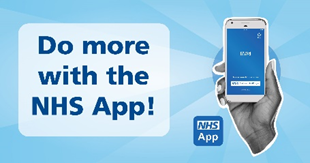 Do more
with the
NHS App!
NHS
App